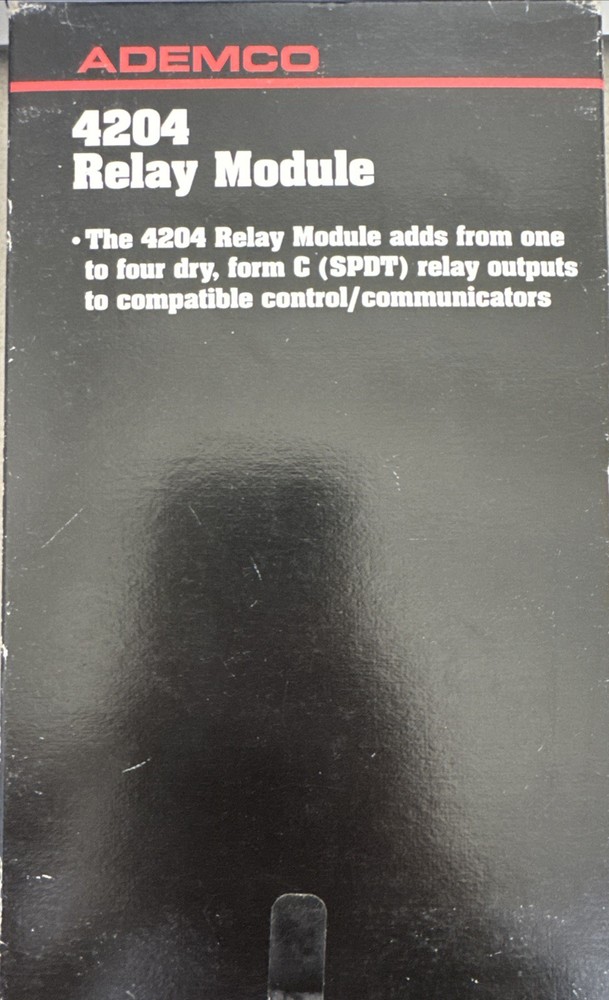 ADEMCO
4204
Relay Module
• The 4204 Relay Module adds from one
to four dry, form C (SPDT) relay outputs
to compatible control/communicators